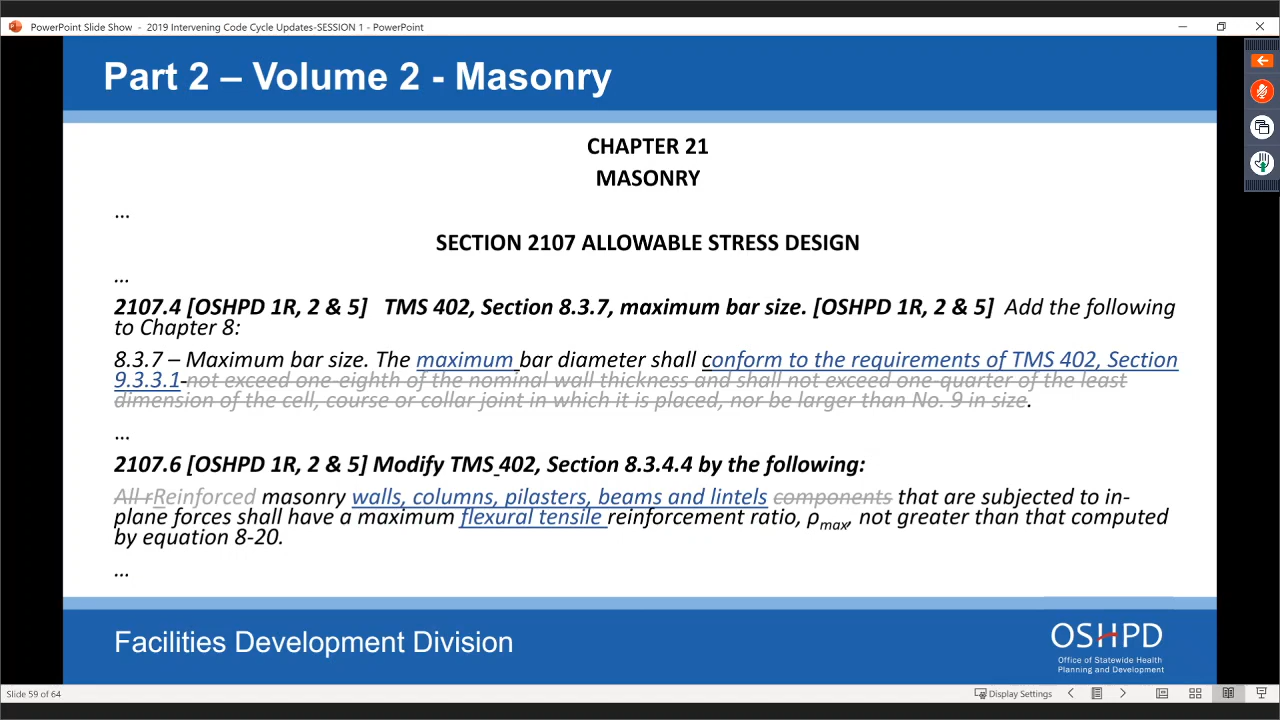 PowerPoint Slide Show - 2019 Intervening Code Cycle Updates-SESSION 1 - PowerPoint
Part 2 – Volume 2 - Masonry
CHAPTER 21
MASONRY
...
SECTION 2107 ALLOWABLE STRESS DESIGN
...
2107.4 [OSHPD 1R, 2 & 5] TMS 402, Section 8.3.7, maximum bar size. [OSHPD 1R, 2 & 5] Add the following
to Chapter 8:
8.3.7 – Maximum bar size. The maximum bar diameter shall conform to the requirements of TMS 402, Section
9.3.3.1 not exceed one-eighth of the nominal wall thickness and shall not exceed one-quarter of the least
dimension of the cell, course or collar joint in which it is placed, nor be larger than No. 9 in size.
...
2107.6 [OSHPD 1R, 2 & 5] Modify TMS 402, Section 8.3.4.4 by the following:
All rReinforced masonry walls, columns, pilasters, beams and lintels components that are subjected to in-
plane forces shall have a maximum flexural tensile reinforcement ratio, ρmax, not greater than that computed
by equation 8-20.
...
Facilities Development Division
OSHPD
Office of Statewide Health
Planning and Development
Slide 59 of 64
Display Settings